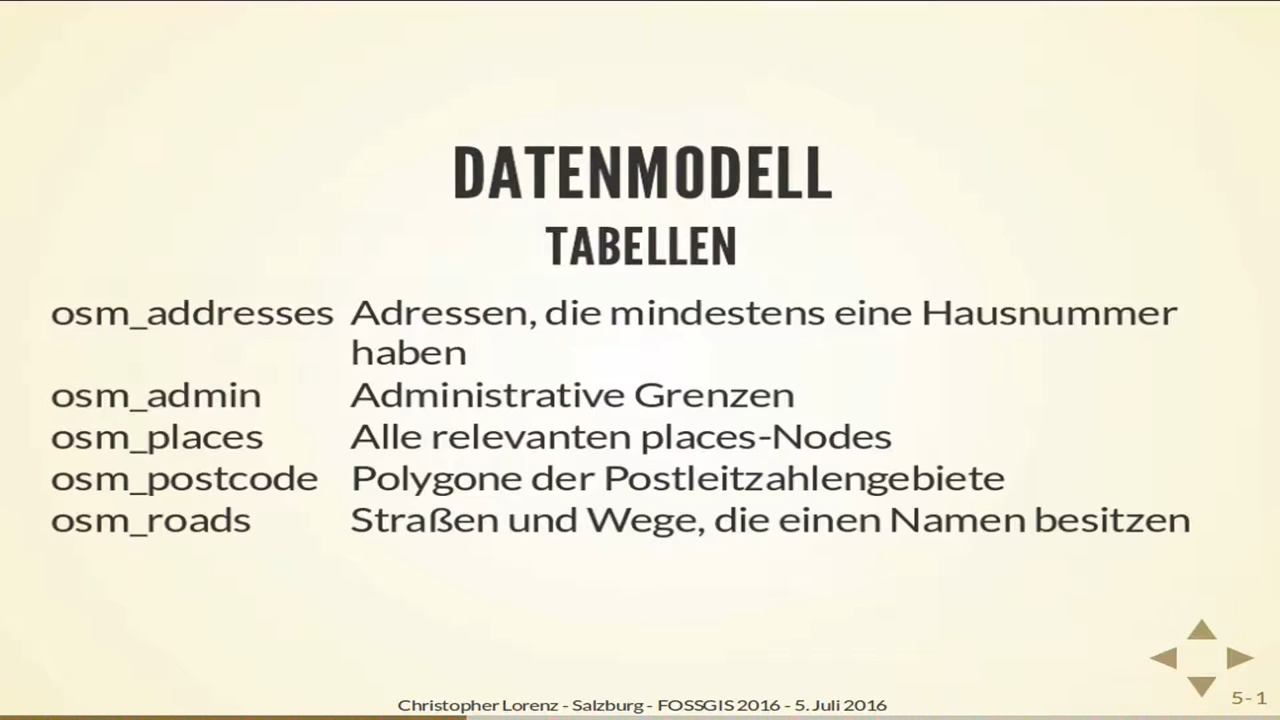 DATENMODELL
TABELLEN
osm_addresses Adressen, die mindestens eine Hausnummer
haben
osm_admin Administrative Grenzen
osm_places Alle relevanten places-Nodes
osm_postcode Polygone der Postleitzahlengebiete
osm_roads Straßen und Wege, die einen Namen besitzen
5 - 1
Christopher Lorenz - Salzburg - FOSSGIS 2016 - 5. Juli 2016